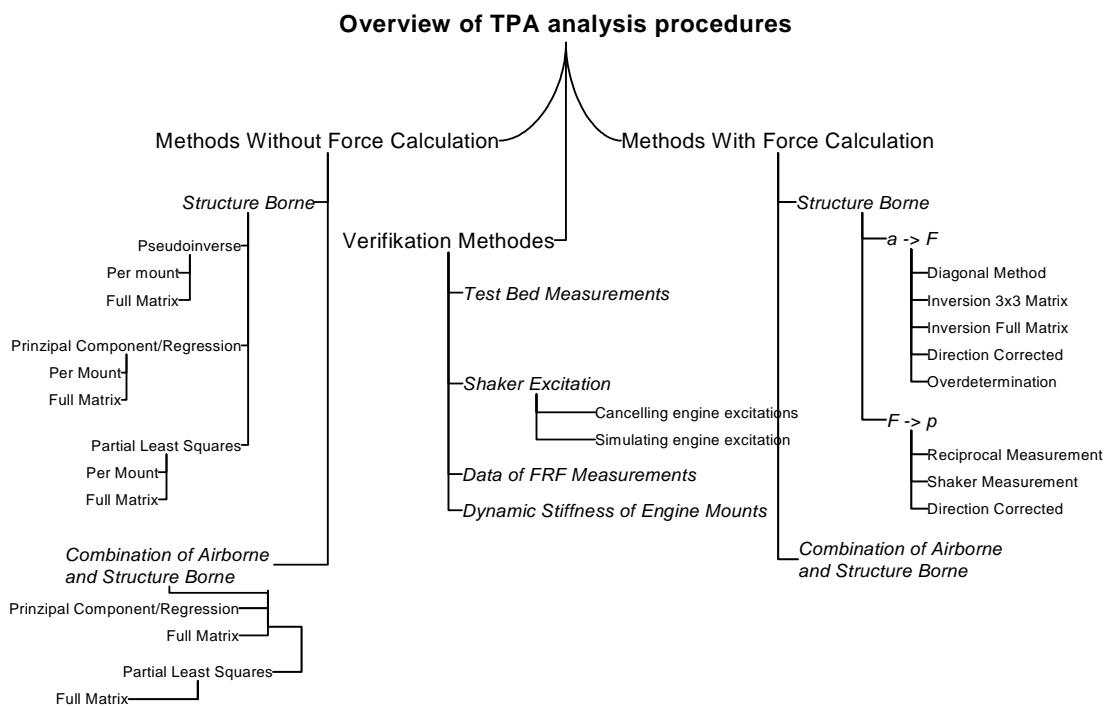 Overview of TPA analysis procedures
Methods Without Force Calculation
Structure Borne
Pseudoinverse
Per mount
Full Matrix
Prinzipal Component/Regression
Per Mount
Full Matrix
Partial Least Squares
Per Mount
Full Matrix
Combination of Airborne
and Structure Borne
Prinzipal Component/Regression
Full Matrix
Partial Least Squares
Full Matrix
Verifikation Methodes
Test Bed Measurements
Shaker Excitation
Cancelling engine excitations
Simulating engine excitation
Data of FRF Measurements
Dynamic Stiffness of Engine Mounts
Methods With Force Calculation
Structure Borne
a -> F
Diagonal Method
Inversion 3x3 Matrix
Inversion Full Matrix
Direction Corrected
Overdetermination
F -> p
Reciprocal Measurement
Shaker Measurement
Direction Corrected
Combination of Airborne
and Structure Borne